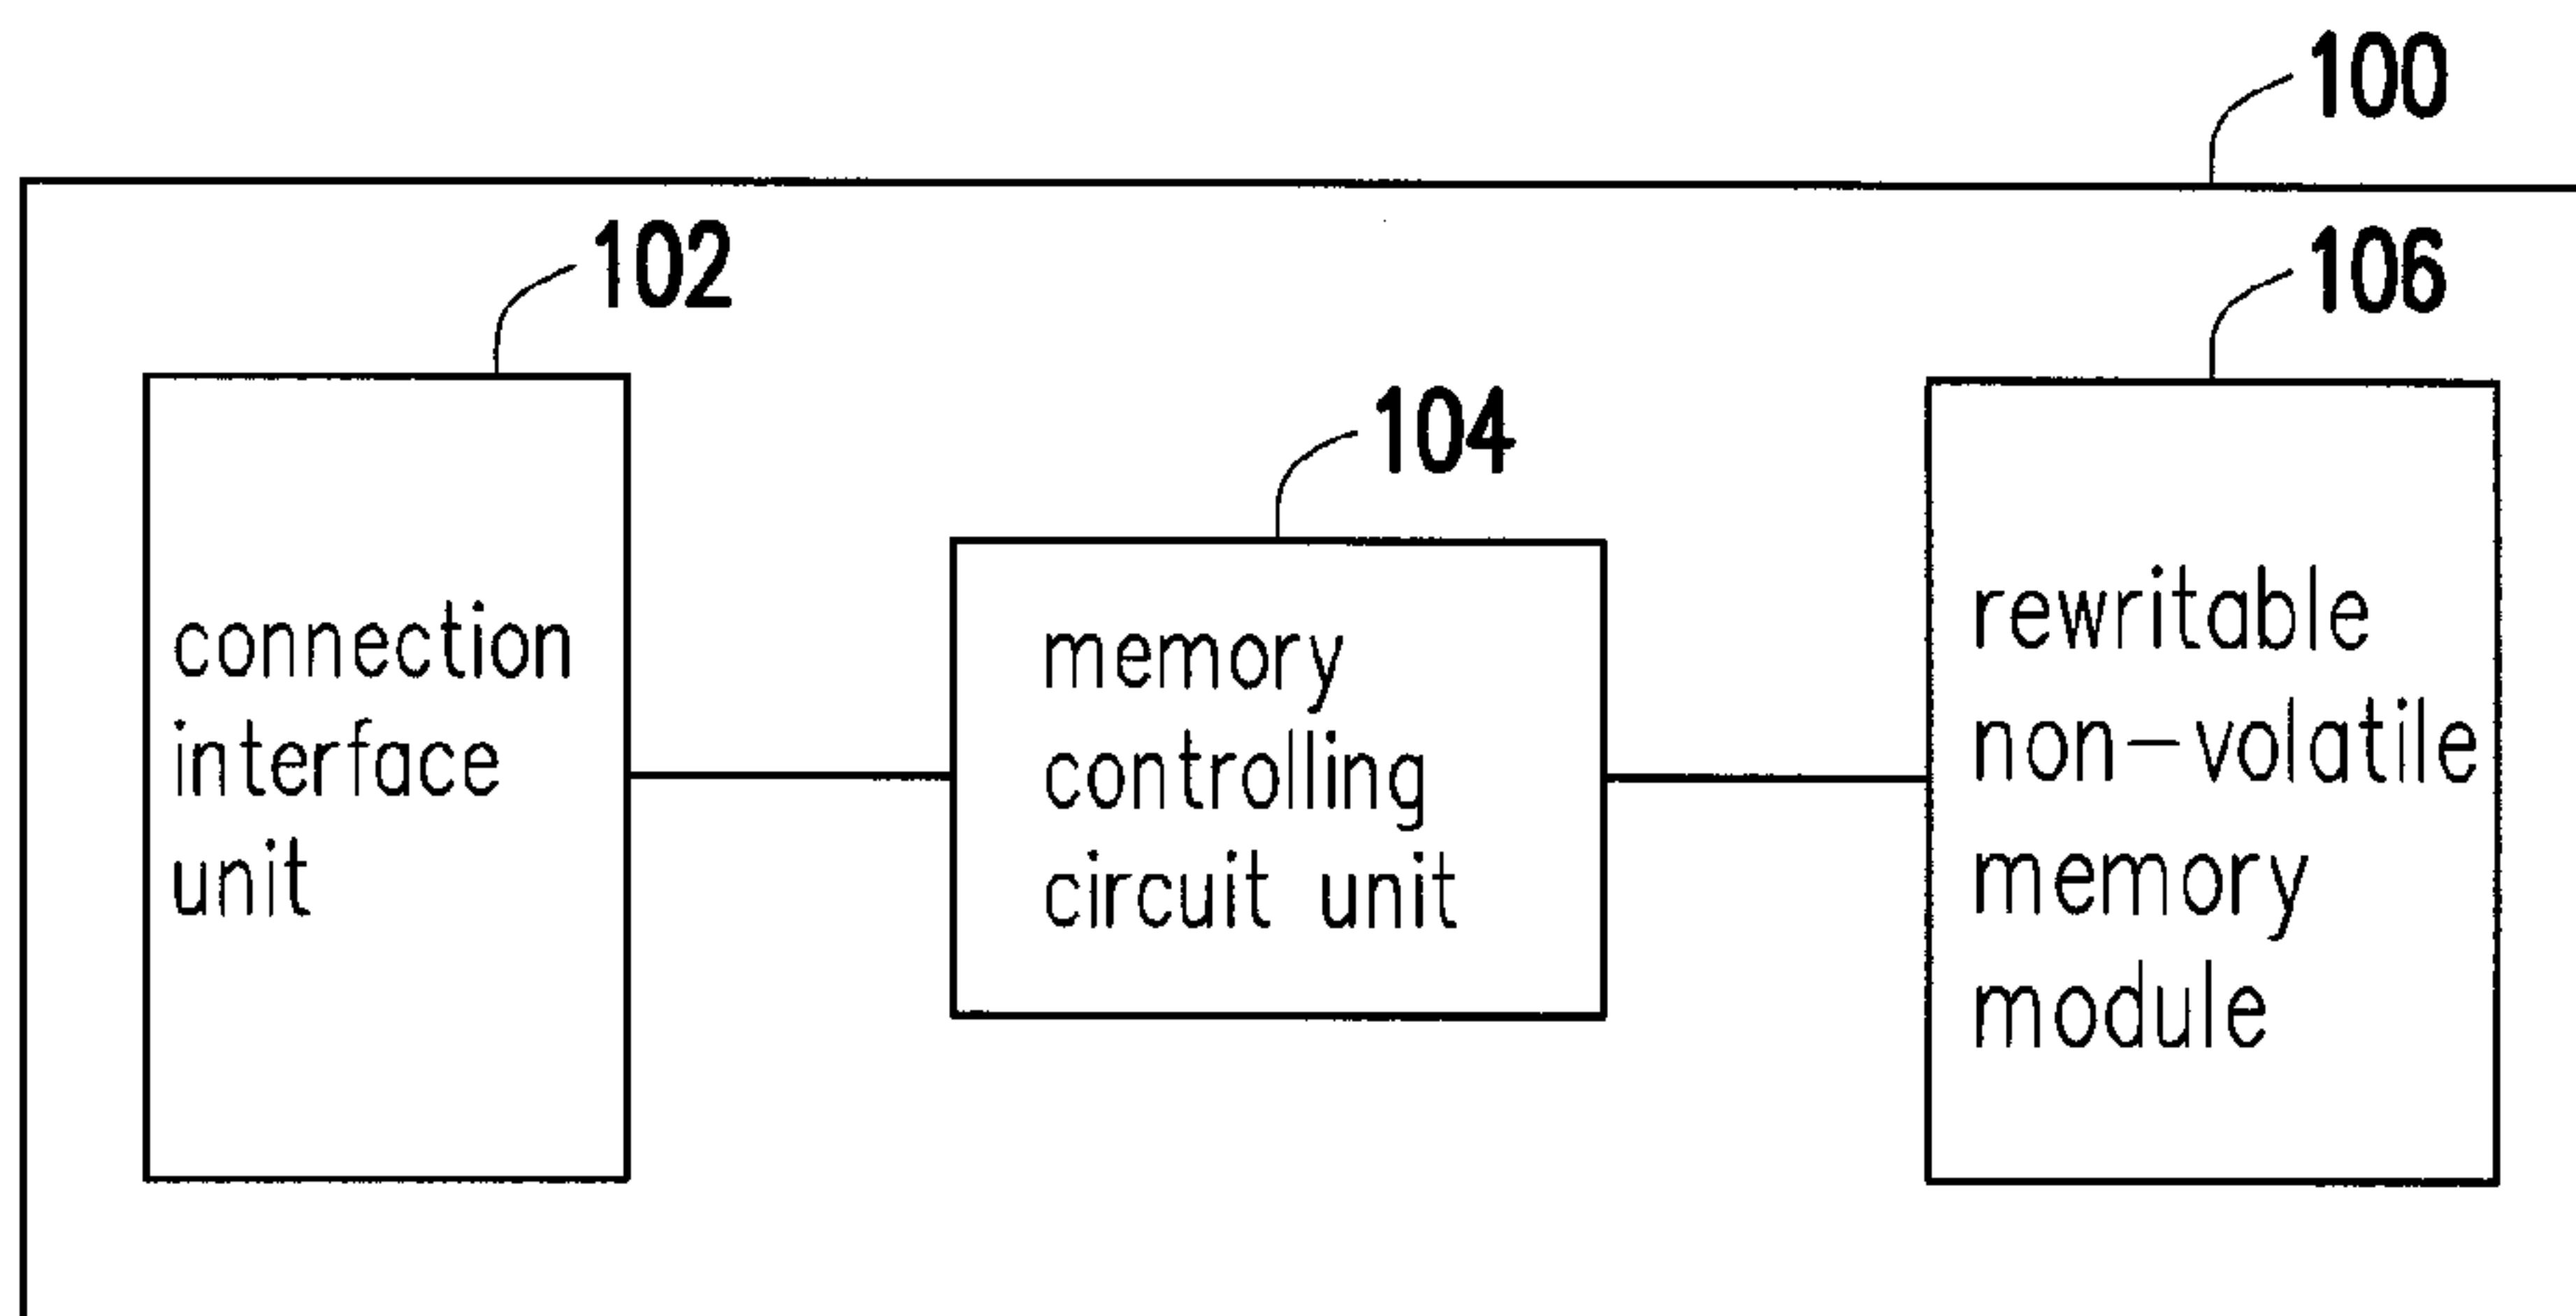 100
102
106
104
connection
interface
unit
memory
controlling
circuit unit
rewritable
non-volatile
memory
module